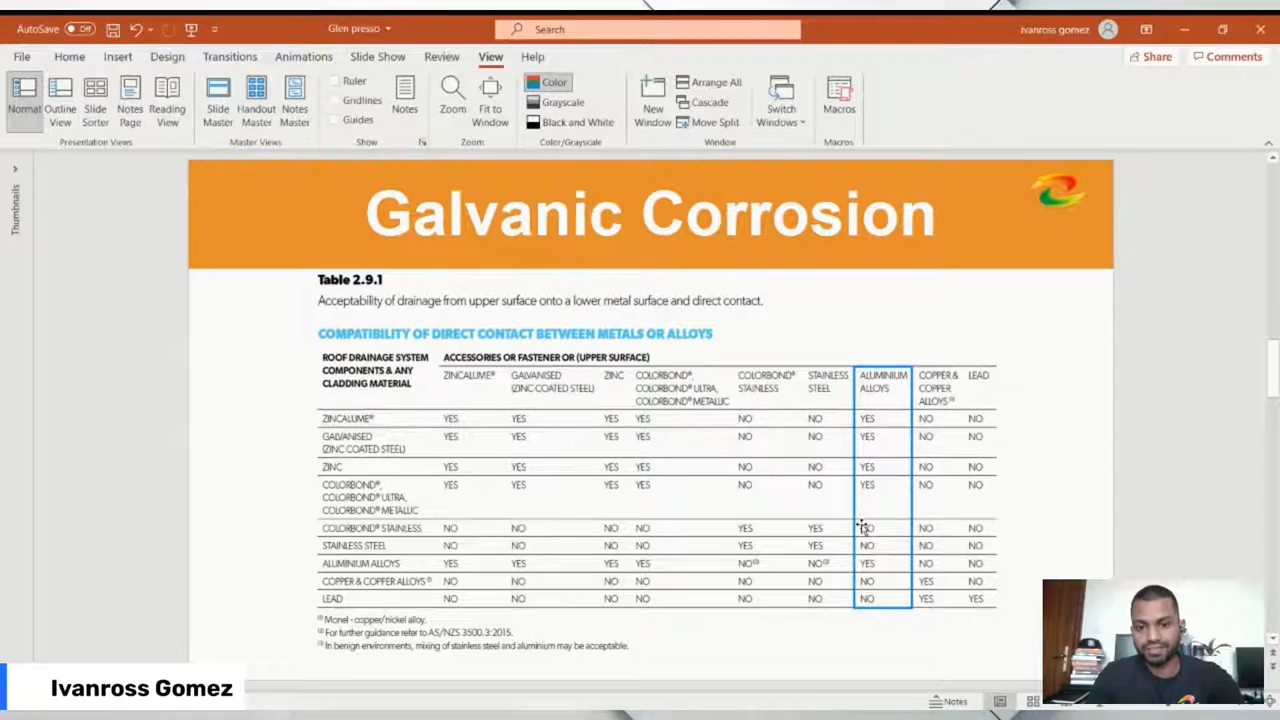 AutoSave Off
Glen presso
Search
ivanross gomez
File Home Insert Design Transitions Animations Slide Show Review View Help
Share Comments
Normal Outline View Slide Sorter Notes Page Reading View
Slide Master Handout Master Notes Master
Ruler
Gridlines
Guides
Notes
Zoom Fit to Window
Color
Grayscale
Black and White
New Window
Arrange All
Cascade
Move Split
Switch Windows
Macros
Presentation Views Master Views Show Zoom Color/Grayscale Window Macros
Thumbnails
Galvanic Corrosion
Table 2.9.1
Acceptability of drainage from upper surface onto a lower metal surface and direct contact.
COMPATIBILITY OF DIRECT CONTACT BETWEEN METALS OR ALLOYS
ROOF DRAINAGE SYSTEM COMPONENTS & ANY CLADDING MATERIAL
ACCESSORIES OR FASTENER OR (UPPER SURFACE)
ZINCALUME® GALVANISED (ZINC COATED STEEL) ZINC COLORBOND®, COLORBOND® ULTRA, COLORBOND® METALLIC COLORBOND® STAINLESS STAINLESS STEEL ALUMINIUM ALLOYS COPPER & COPPER ALLOYS (1) LEAD
ZINCALUME® YES YES YES YES NO NO YES NO NO
GALVANISED (ZINC COATED STEEL) YES YES YES YES NO NO YES NO NO
ZINC YES YES YES YES NO NO YES NO NO
COLORBOND®, COLORBOND® ULTRA, COLORBOND® METALLIC YES YES YES YES NO NO YES NO NO
COLORBOND® STAINLESS NO NO NO NO YES YES NO NO NO
STAINLESS STEEL NO NO NO NO YES YES NO NO NO
ALUMINIUM ALLOYS YES YES YES YES NO(3) NO(3) YES NO NO
COPPER & COPPER ALLOYS (1) NO NO NO NO NO NO NO YES NO
LEAD NO NO NO NO NO NO NO YES YES
(1) Monel - copper/nickel alloy.
(2) For further guidance refer to AS/NZS 3500.3:2015.
(3) In benign environments, mixing of stainless steel and aluminium may be acceptable.
Ivanross Gomez
Notes